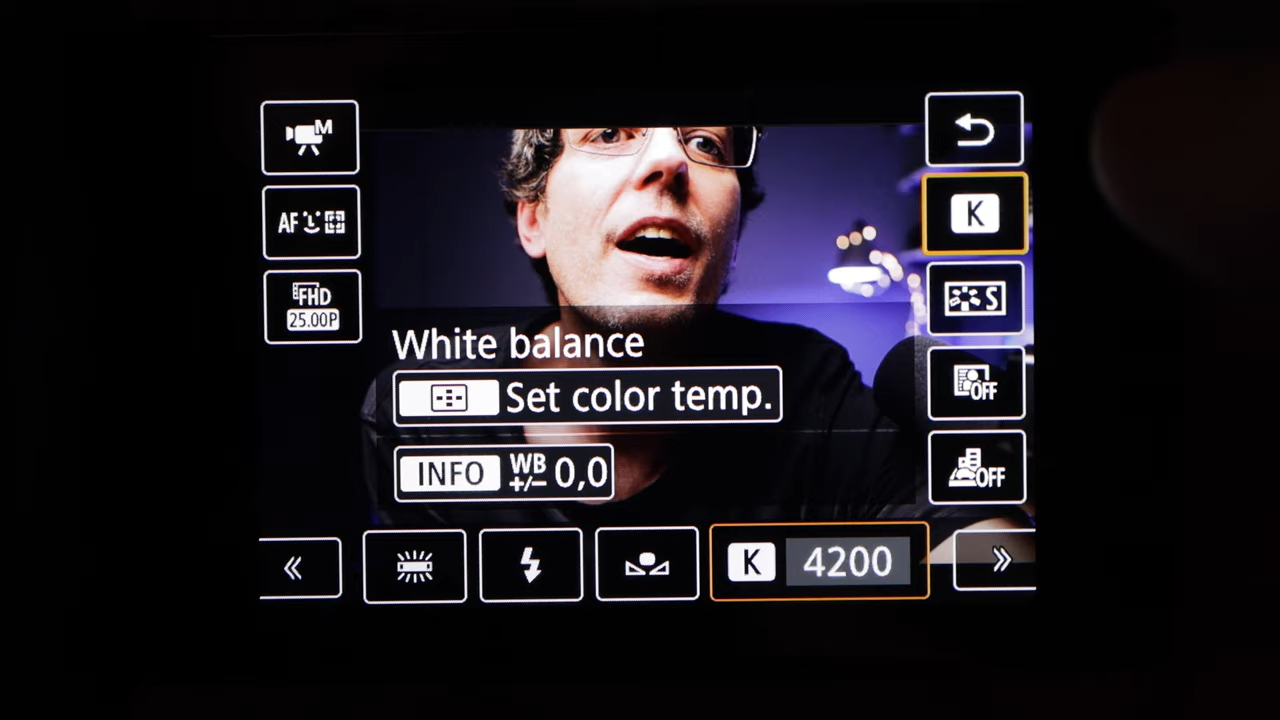 M
AF
FHD
25.00P
K
S
OFF
OFF
White balance
Set color temp.
INFO WB +/- 0,0
« K 4200 »